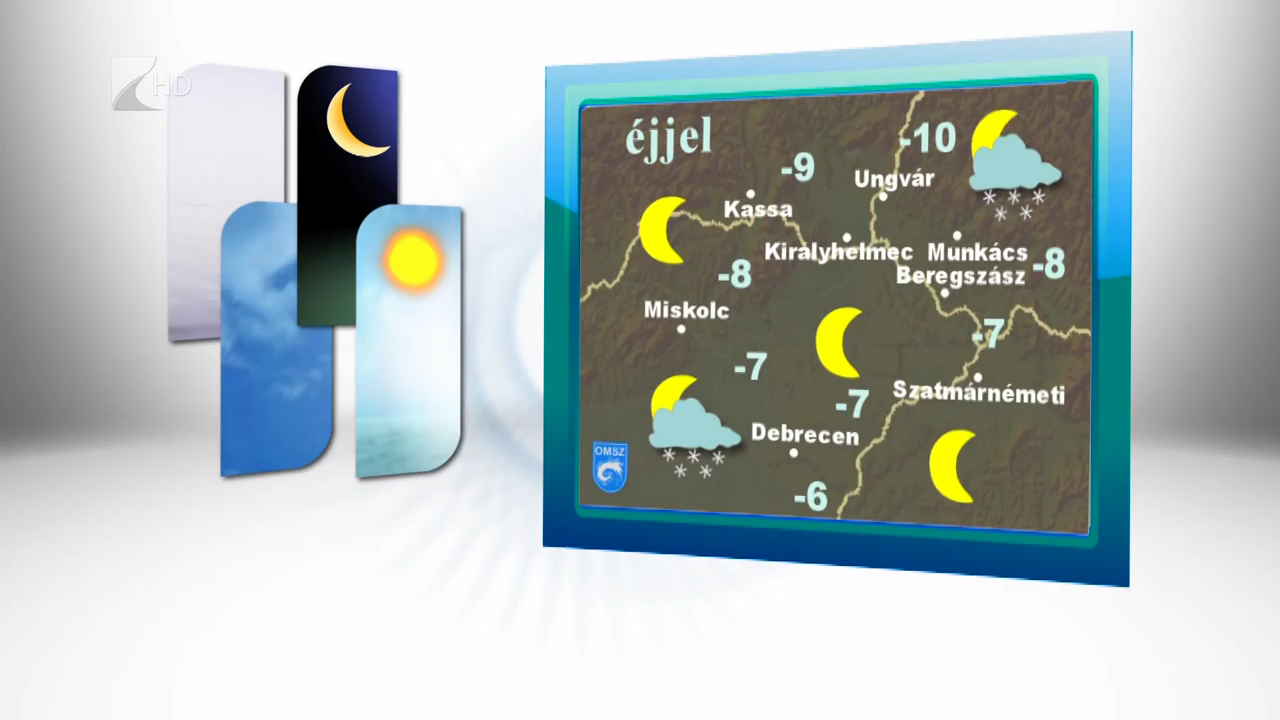 HD
éjjel
-10
-9
Ungvár
Kassa
Királyhelmec
Munkács
-8
Beregszász
-8
Miskolc
-7
-7
Szatmárnémeti
-7
Debrecen
OMSZ
-6